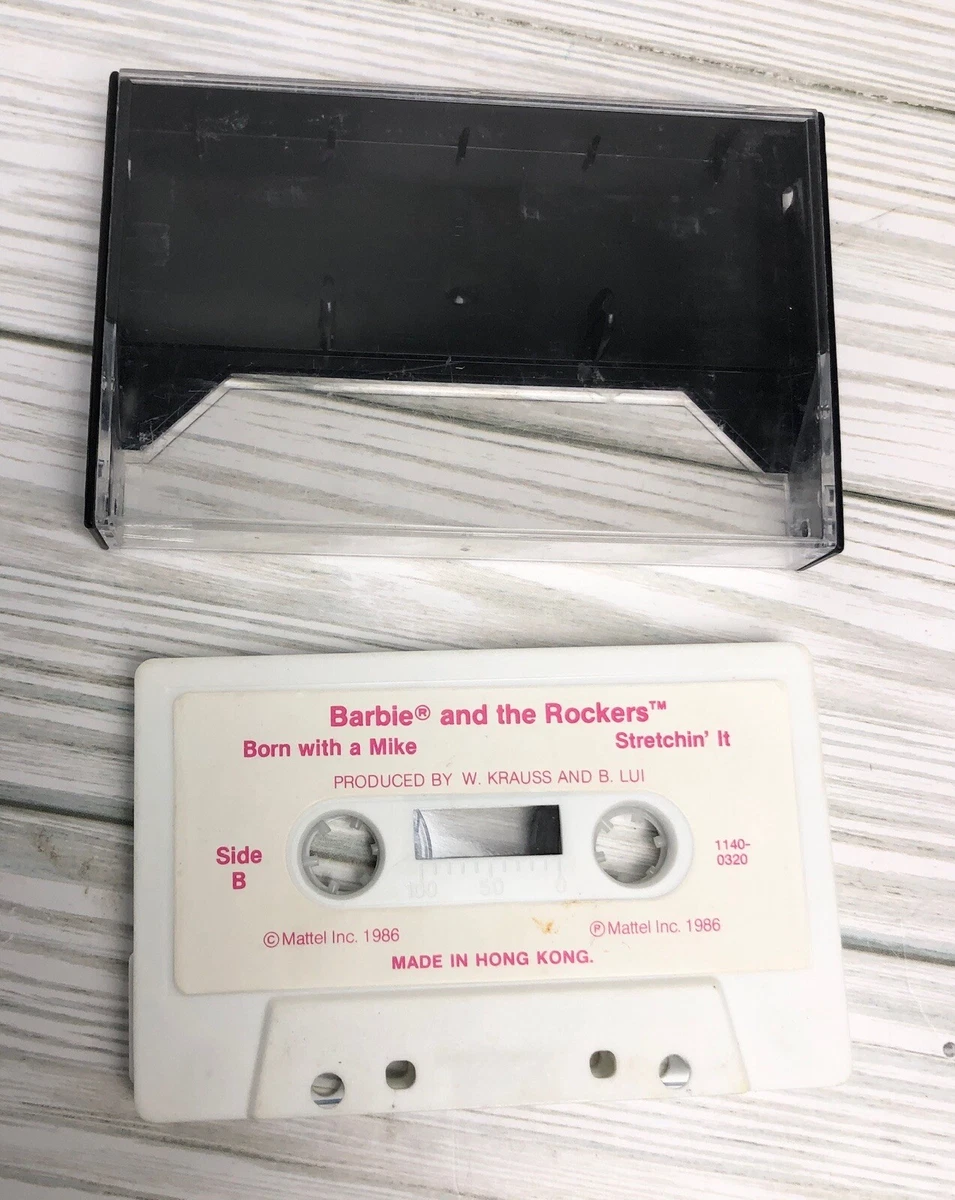 Barbie® and the Rockers™
Born with a Mike Stretchin' It
PRODUCED BY W. KRAUSS AND B. LUI
Side
B
1140-
0320
100 50 0
©Mattel Inc. 1986 ℗Mattel Inc. 1986
MADE IN HONG KONG.